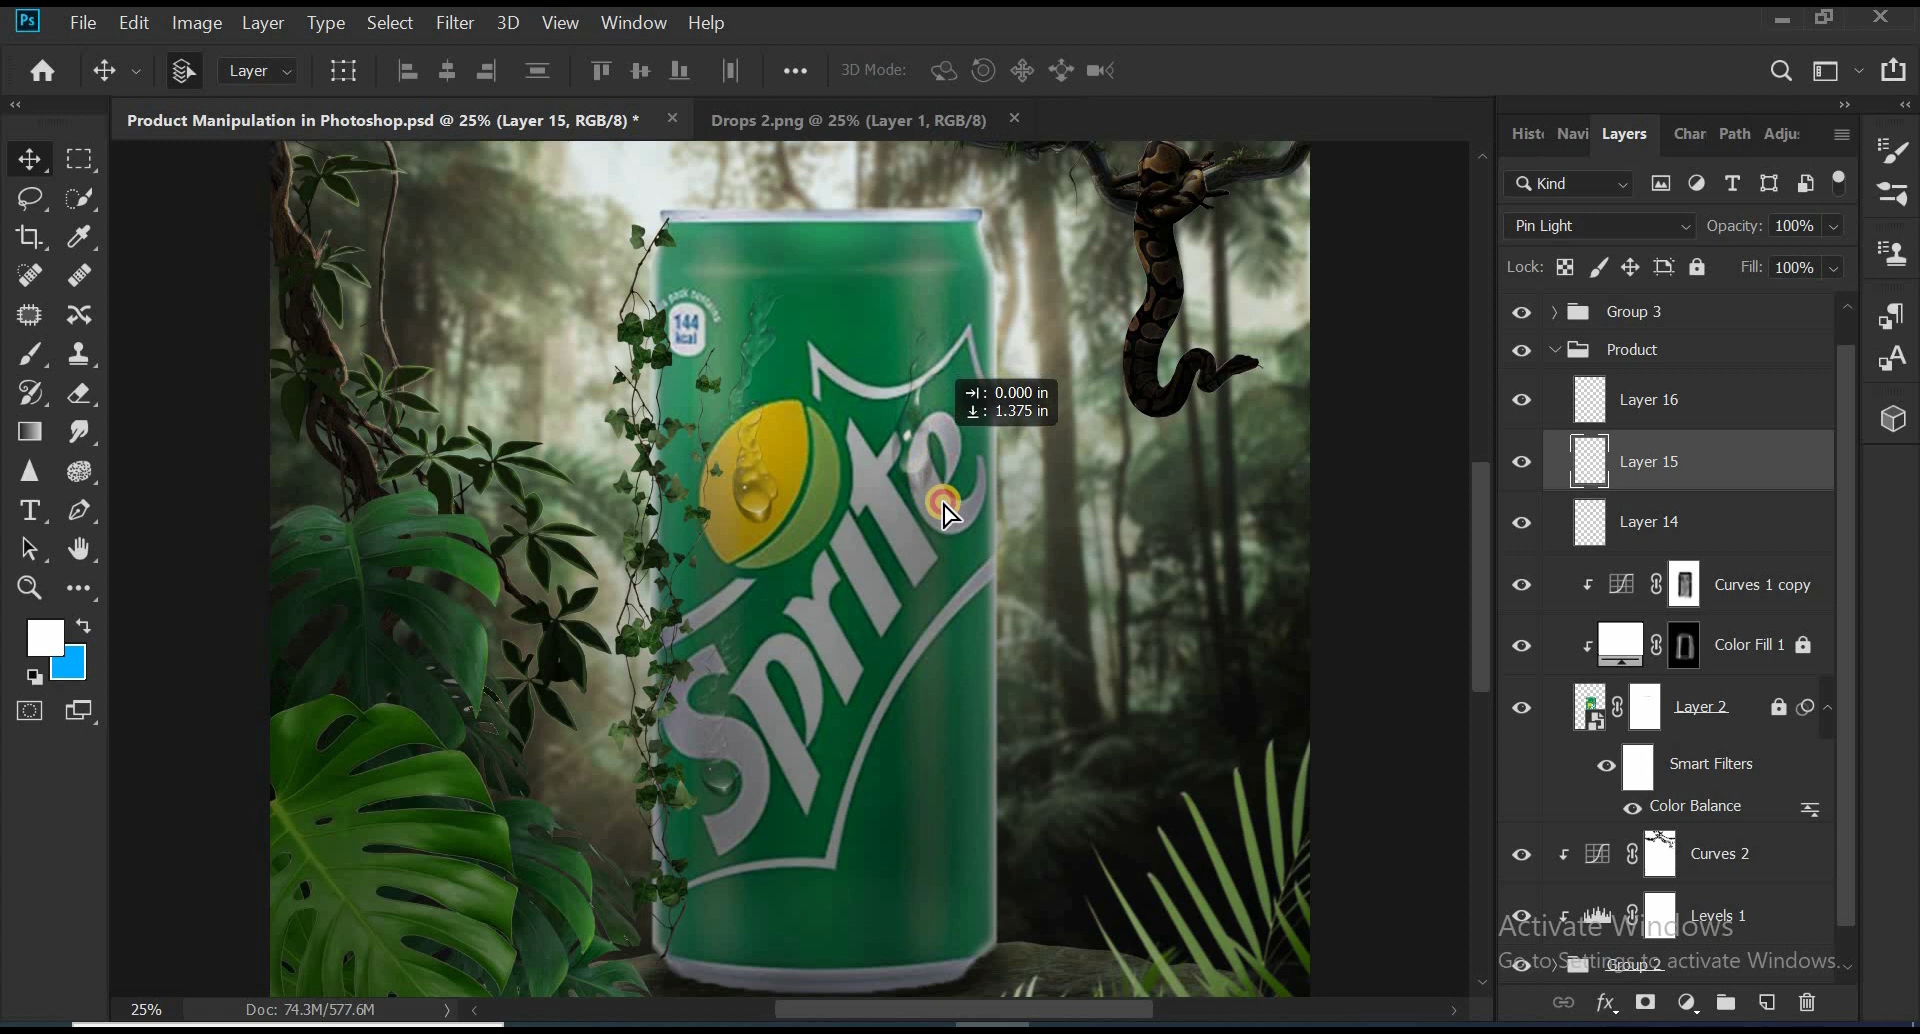 Ps File Edit Image Layer Type Select Filter 3D View Window Help
Layer 3D Mode:
Product Manipulation in Photoshop.psd @ 25% (Layer 15, RGB/8) * Drops 2.png @ 25% (Layer 1, RGB/8)
Hist Navi Layers Char Path Adju:
Kind
Pin Light Opacity: 100%
Lock: Fill: 100%
Group 3
Product
Layer 16
Layer 15
Layer 14
Curves 1 copy
Color Fill 1
Layer 2
Smart Filters
Color Balance
Curves 2
Levels 1
Group 2
144
kcal
Sprite
: 0.000 in
: 1.375 in
Activate Windows
Go to Settings to activate Windows.
25% Doc: 74.3M/577.6M